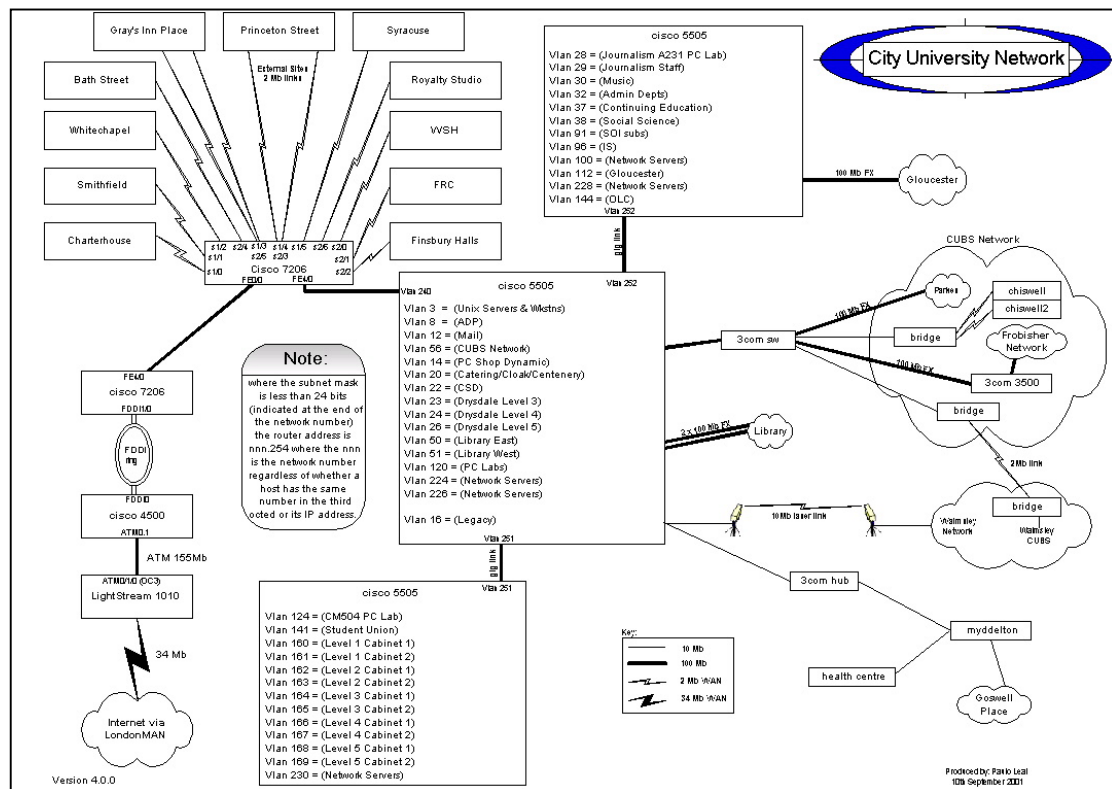 Gray's Inn Place
Princeton Street
Syracuse
Bath Street
External Sites
2 Mb links
Royalty Studio
Whitechapel
WSH
Smithfield
FRC
Charterhouse
Finsbury Halls
s1/2
s2/4
s1/3
s2/5
s1/4
s2/3
s1/5
s2/6
s2/0
s1/1
s2/1
s1/0
s2/2
Cisco 7206
FE0/0
FE4/0
cisco 5505
Vlan 28 = (Journalism A231 PC Lab)
Vlan 29 = (Journalism Staff)
Vlan 30 = (Music)
Vlan 32 = (Admin Depts)
Vlan 37 = (Continuing Education)
Vlan 38 = (Social Science)
Vlan 91 = (SOI subs)
Vlan 96 = (IS)
Vlan 100 = (Network Servers)
Vlan 112 = (Gloucester)
Vlan 228 = (Network Servers)
Vlan 144 = (OLC)
Vlan 252
City University Network
100 Mb FX
Gloucester
gig link
cisco 5505
Vlan 252
Vlan 240
Vlan 3 = (Unix Servers & Wkstns)
Vlan 8 = (ADP)
Vlan 12 = (Mail)
Vlan 56 = (CUBS Network)
Vlan 14 = (PC Shop Dynamic)
Vlan 20 = (Catering/Cloak/Centenery)
Vlan 22 = (CSD)
Vlan 23 = (Drysdale Level 3)
Vlan 24 = (Drysdale Level 4)
Vlan 26 = (Drysdale Level 5)
Vlan 50 = (Library East)
Vlan 51 = (Library West)
Vlan 120 = (PC Labs)
Vlan 224 = (Network Servers)
Vlan 226 = (Network Servers)
Vlan 16 = (Legacy)
Vlan 251
Note:
where the subnet mask
is less than 24 bits
(indicated at the end of
the network number)
the router address is
nnn.254 where the nnn
is the network number
regardless of whether a
host has the same
number in the third
octed or its IP address.
FE4/0
cisco 7206
FDDI1/0
FDDI
ring
FDDI0
cisco 4500
ATM0.1
ATM 155Mb
ATM0/1/0 (OC3)
LightStream 1010
34 Mb
Internet via
LondonMAN
Version 4.0.0
gig link
cisco 5505
Vlan 251
Vlan 124 = (CM504 PC Lab)
Vlan 141 = (Student Union)
Vlan 160 = (Level 1 Cabinet 1)
Vlan 161 = (Level 1 Cabinet 2)
Vlan 162 = (Level 2 Cabinet 1)
Vlan 163 = (Level 2 Cabinet 2)
Vlan 164 = (Level 3 Cabinet 1)
Vlan 165 = (Level 3 Cabinet 2)
Vlan 166 = (Level 4 Cabinet 1)
Vlan 167 = (Level 4 Cabinet 2)
Vlan 168 = (Level 5 Cabinet 1)
Vlan 169 = (Level 5 Cabinet 2)
Vlan 230 = (Network Servers)
CUBS Network
100 Mb FX
chiswell
chiswell2
3com sw
bridge
Frobisher
Network
100 Mb FX
3com 3500
bridge
2 x 100 Mb FX
Library
2Mb link
bridge
10Mb laser link
Walmsley
Network
Walmsley
CUBS
3com hub
myddelton
health centre
Goswell
Place
Key:
10 Mb
100 Mb
2 Mb WAN
34 Mb WAN
Produced by: Paulo Leal
10th September 2001